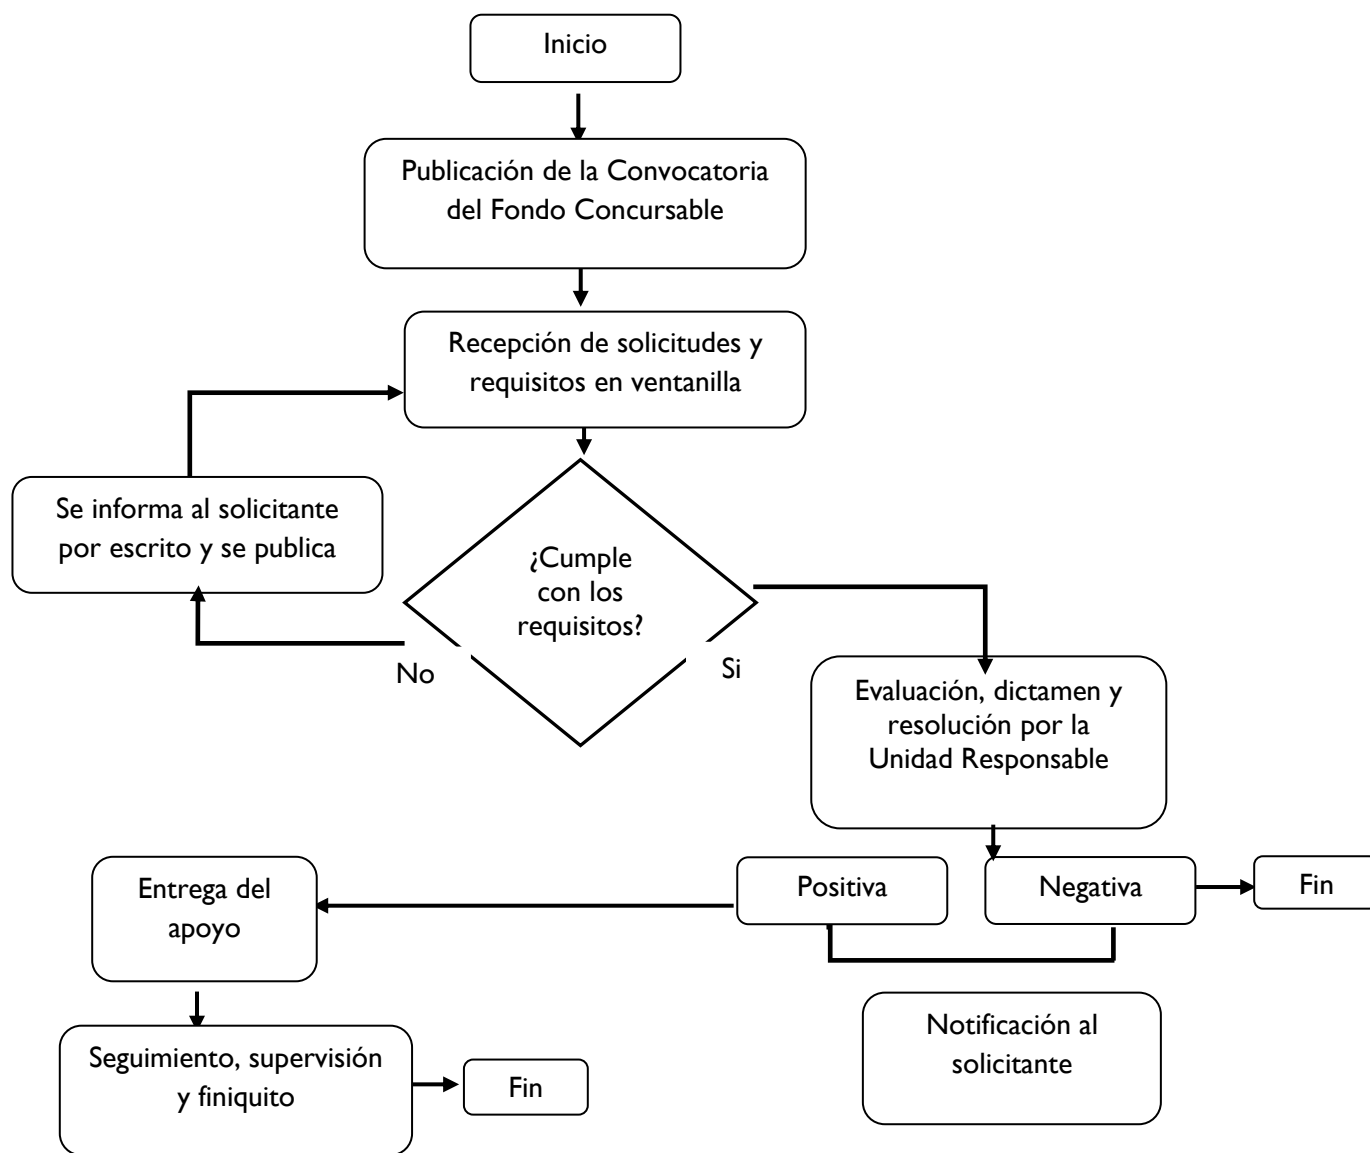 Inicio
Publicación de la Convocatoria
del Fondo Concursable
Recepción de solicitudes y
requisitos en ventanilla
Se informa al solicitante
por escrito y se publica
¿Cumple
con los
requisitos?
No
Si
Evaluación, dictamen y
resolución por la
Unidad Responsable
Entrega del
apoyo
Positiva
Negativa
Fin
Notificación al
solicitante
Seguimiento, supervisión
y finiquito
Fin